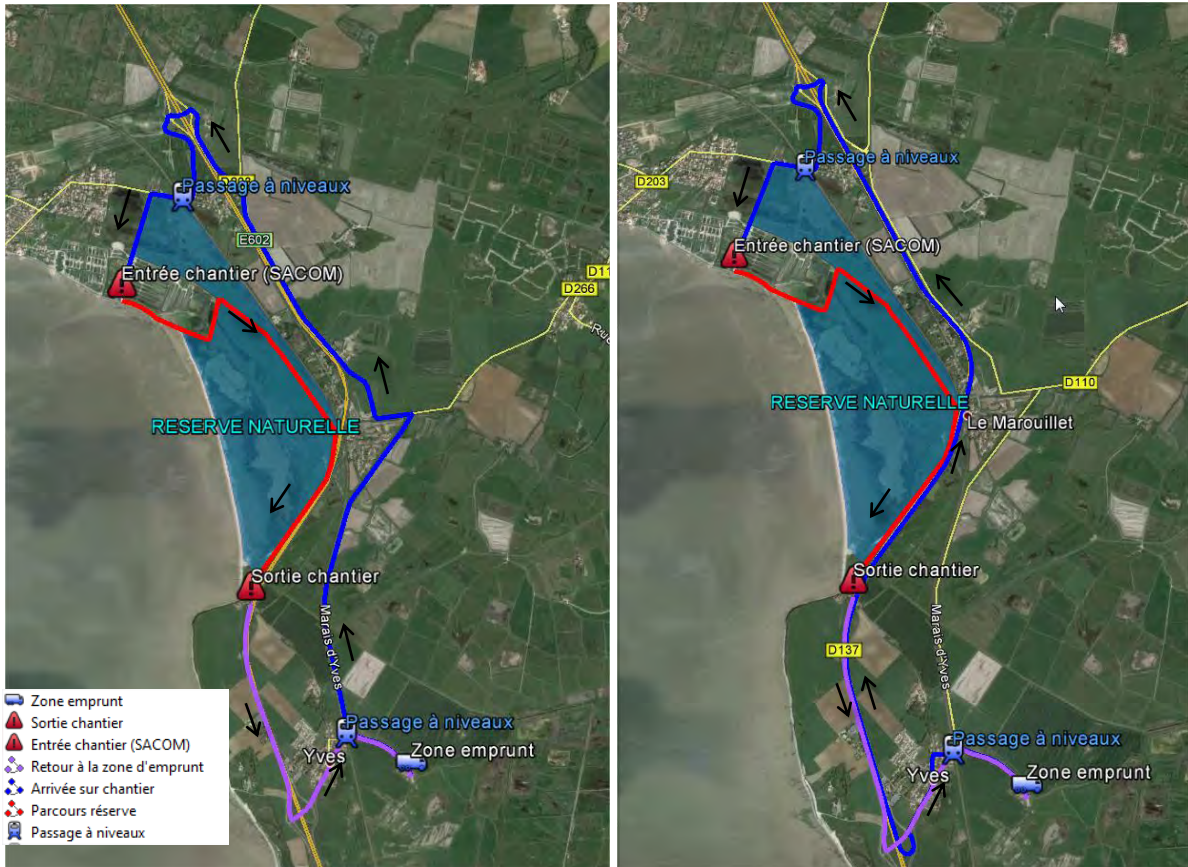 Passage à niveaux
E602
Entrée chantier (SACOM)
D11
D266
RESERVE NATURELLE
Sortie chantier
Marais d'Yves
Passage à niveaux
Yves
Zone emprunt
Zone emprunt
Sortie chantier
Entrée chantier (SACOM)
Retour à la zone d'emprunt
Arrivée sur chantier
Parcours réserve
Passage à niveaux
Passage à niveaux
D203
Entrée chantier (SACOM)
RESERVE NATURELLE
D110
Le Marouillet
Sortie chantier
Marais d'Yves
D137
Passage à niveaux
Yves
Zone emprunt